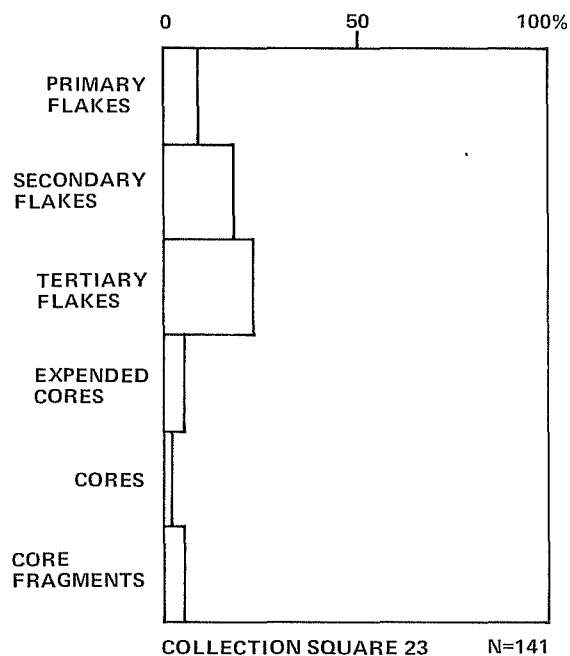 0 50 100%
PRIMARY
FLAKES
SECONDARY
FLAKES
TERTIARY
FLAKES
EXPENDED
CORES
CORES
CORE
FRAGMENTS
COLLECTION SQUARE 23 N=141